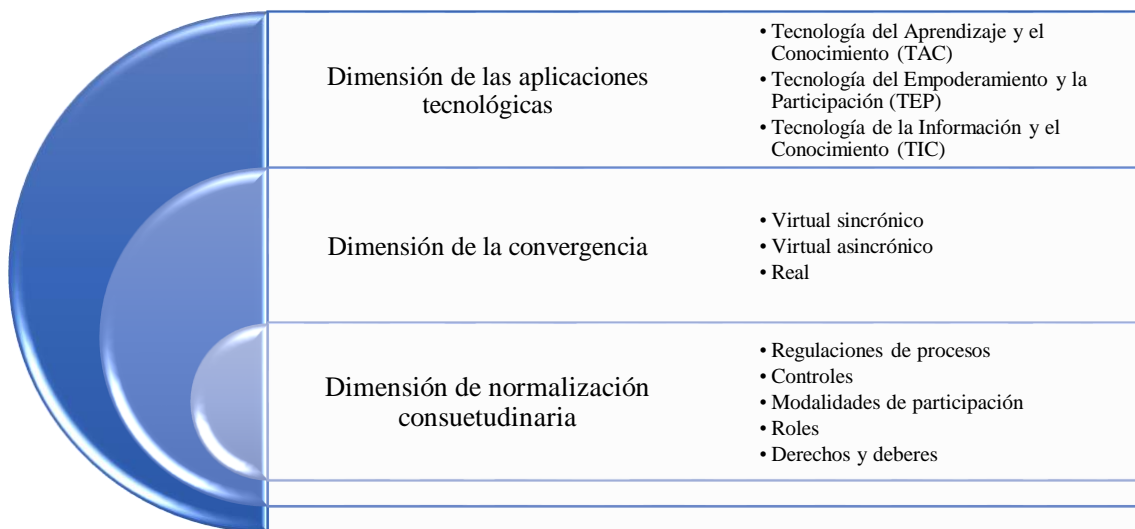 Dimensión de las aplicaciones
tecnológicas
• Tecnología del Aprendizaje y el
Conocimiento (TAC)
• Tecnología del Empoderamiento y la
Participación (TEP)
• Tecnología de la Información y el
Conocimiento (TIC)
Dimensión de la convergencia
• Virtual sincrónico
• Virtual asincrónico
• Real
Dimensión de normalización
consuetudinaria
• Regulaciones de procesos
• Controles
• Modalidades de participación
• Roles
• Derechos y deberes